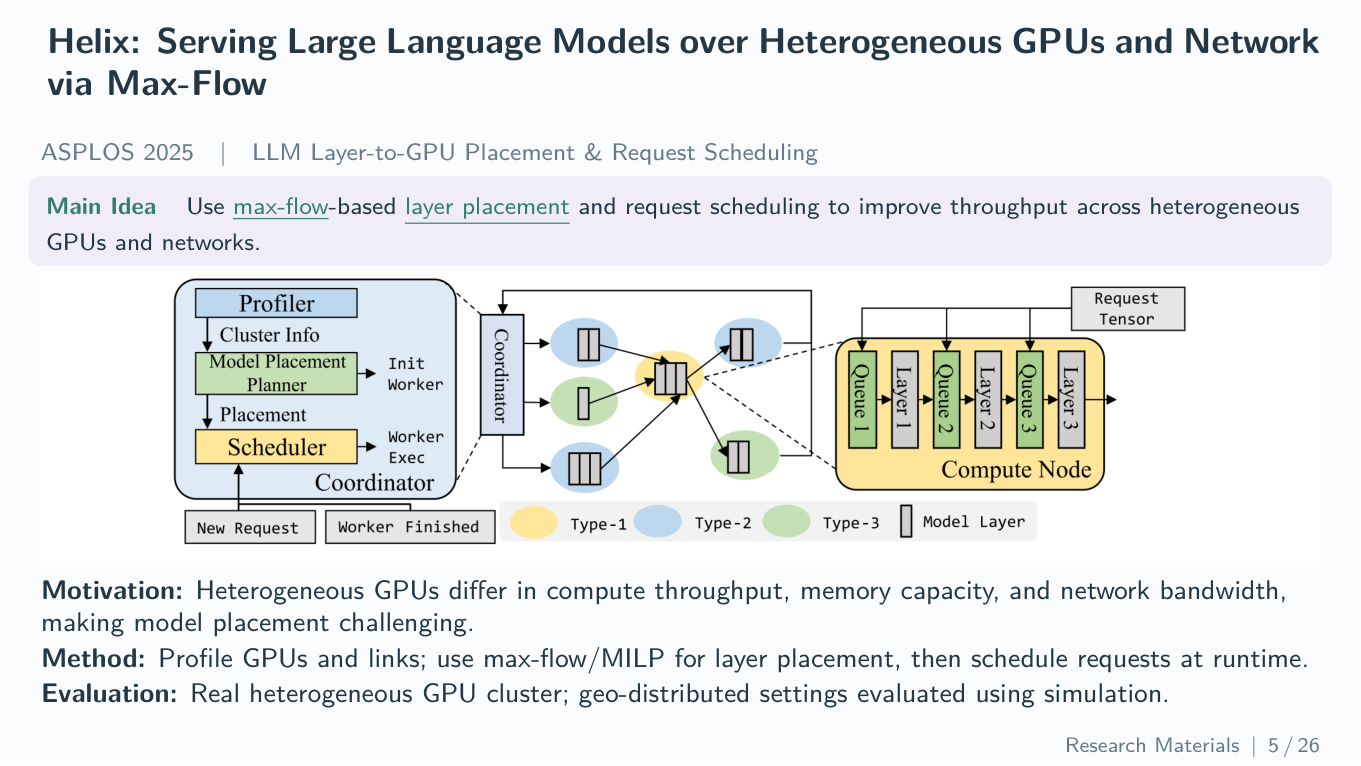 Helix: Serving Large Language Models over Heterogeneous GPUs and Network
via Max-Flow
ASPLOS 2025 | LLM Layer-to-GPU Placement & Request Scheduling
Main Idea Use max-flow-based layer placement and request scheduling to improve throughput across heterogeneous
GPUs and networks.
Profiler
Cluster Info
Model Placement
Planner
Init
Worker
Placement
Scheduler
Worker
Exec
Coordinator
New Request
Worker Finished
Coordinator
Type-1
Type-2
Type-3
Model Layer
Request
Tensor
Queue 1
Layer 1
Queue 2
Layer 2
Queue 3
Layer 3
Compute Node
Motivation: Heterogeneous GPUs differ in compute throughput, memory capacity, and network bandwidth,
making model placement challenging.
Method: Profile GPUs and links; use max-flow/MILP for layer placement, then schedule requests at runtime.
Evaluation: Real heterogeneous GPU cluster; geo-distributed settings evaluated using simulation.
Research Materials | 5 / 26